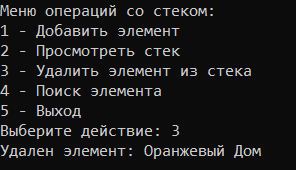 Меню операций со стеком:
1 - Добавить элемент
2 - Просмотреть стек
3 - Удалить элемент из стека
4 - Поиск элемента
5 - Выход
Выберите действие: 3
Удален элемент: Оранжевый Дом